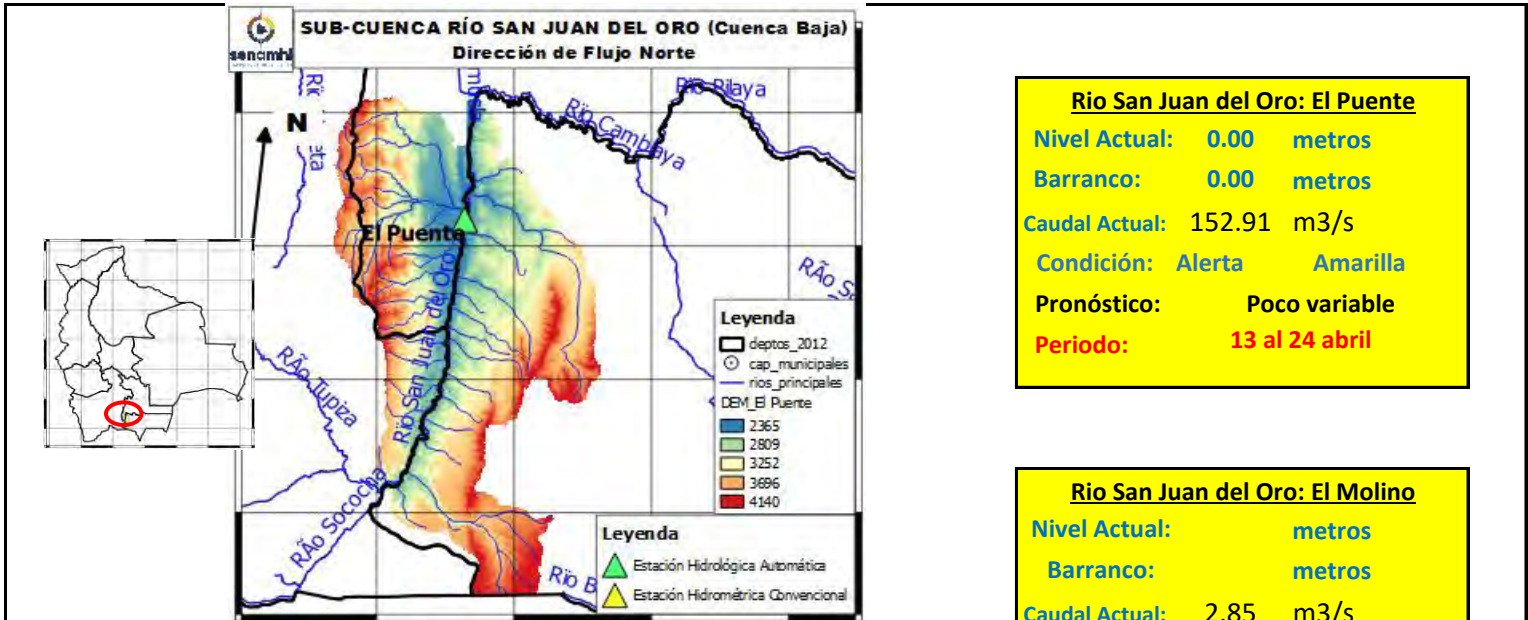 senamhi
SUB-CUENCA RÍO SAN JUAN DEL ORO (Cuenca Baja)
Dirección de Flujo Norte
N
Río Pilaya
Río Camblaya
El Puente
Río San Juan del Oro
RÃo Tupiza
RÃo Sococha
RÃo S
Río B
Leyenda
deptos_2012
cap_municipales
rios_principales
DEM_El Puente
2365
2809
3252
3696
4140
Leyenda
Estación Hidrológica Automática
Estación Hidrométrica Convencional
Rio San Juan del Oro: El Puente
Nivel Actual: 0.00 metros
Barranco: 0.00 metros
Caudal Actual: 152.91 m3/s
Condición: Alerta Amarilla
Pronóstico: Poco variable
Periodo: 13 al 24 abril
Rio San Juan del Oro: El Molino
Nivel Actual: metros
Barranco: metros
Caudal Actual: 2.85 m3/s